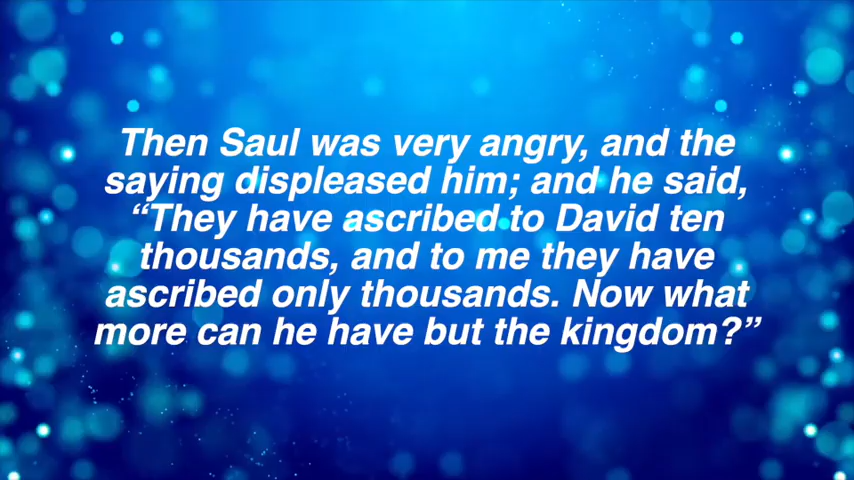 Then Saul was very angry, and the
saying displeased him; and he said,
“They have ascribed to David ten
thousands, and to me they have
ascribed only thousands. Now what
more can he have but the kingdom?”